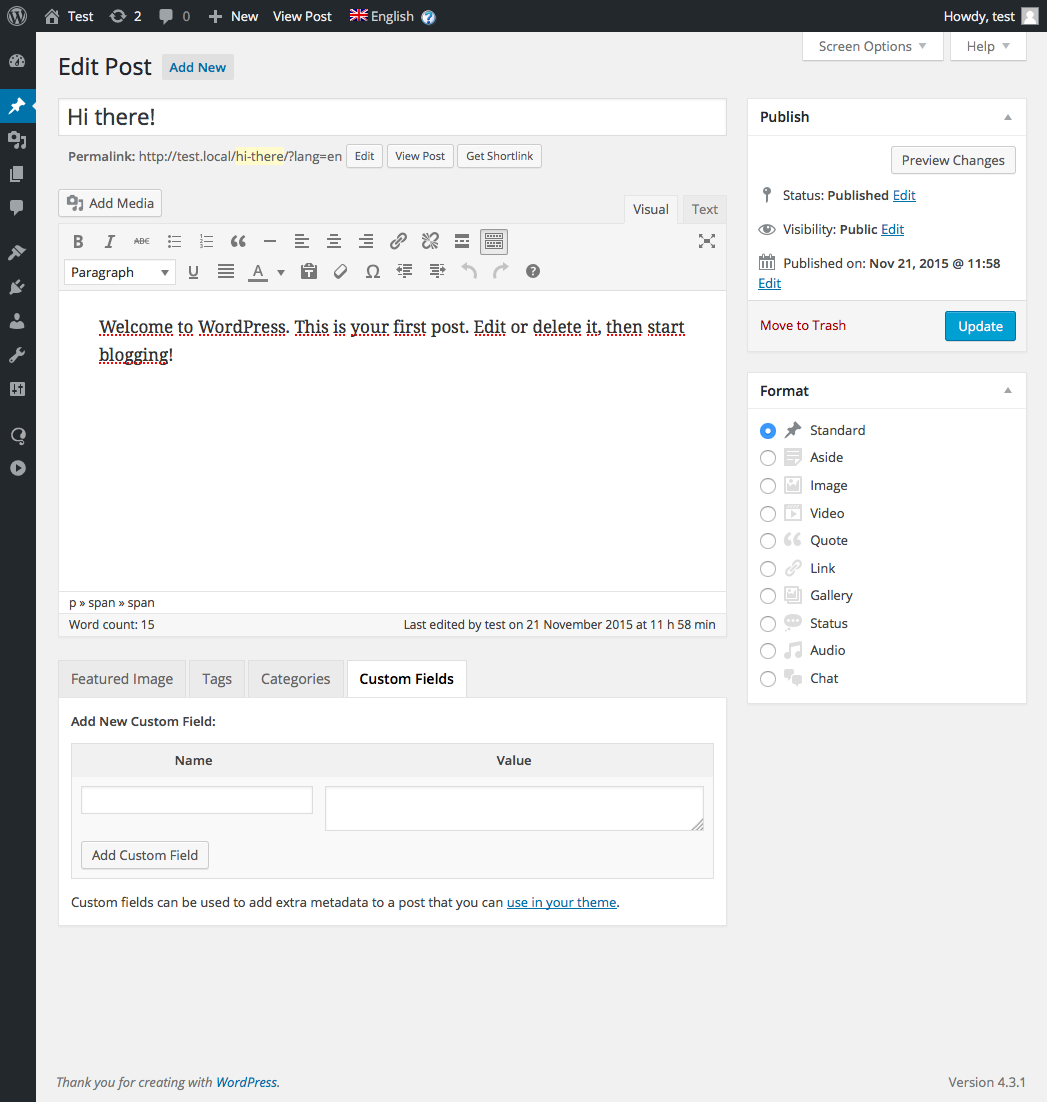 Test 2 0 New View Post English Howdy, test
Screen Options Help
Edit Post Add New
Hi there!
Permalink: http://test.local/hi-there/?lang=en Edit View Post Get Shortlink
Add Media
Visual Text
B I ABC
Paragraph U A
Welcome to WordPress. This is your first post. Edit or delete it, then start
blogging!
p » span » span
Word count: 15 Last edited by test on 21 November 2015 at 11 h 58 min
Featured Image Tags Categories Custom Fields
Add New Custom Field:
Name Value
Add Custom Field
Custom fields can be used to add extra metadata to a post that you can use in your theme.
Publish
Preview Changes
Status: Published Edit
Visibility: Public Edit
Published on: Nov 21, 2015 @ 11:58
Edit
Move to Trash Update
Format
Standard
Aside
Image
Video
Quote
Link
Gallery
Status
Audio
Chat
Thank you for creating with WordPress. Version 4.3.1